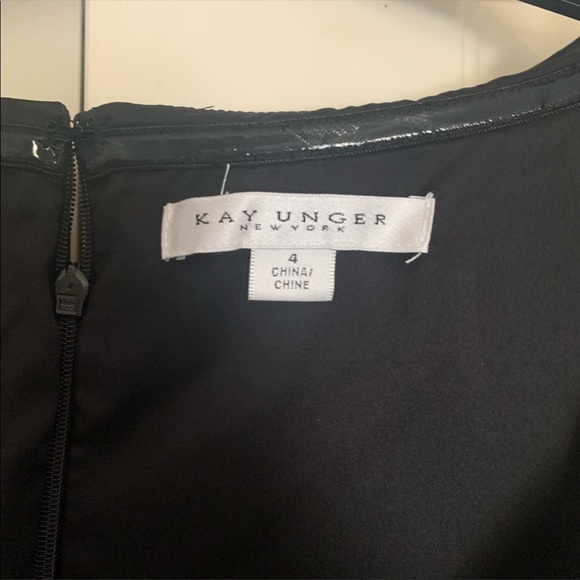 KAY UNGER
NEW YORK
4
CHINA/
CHINE